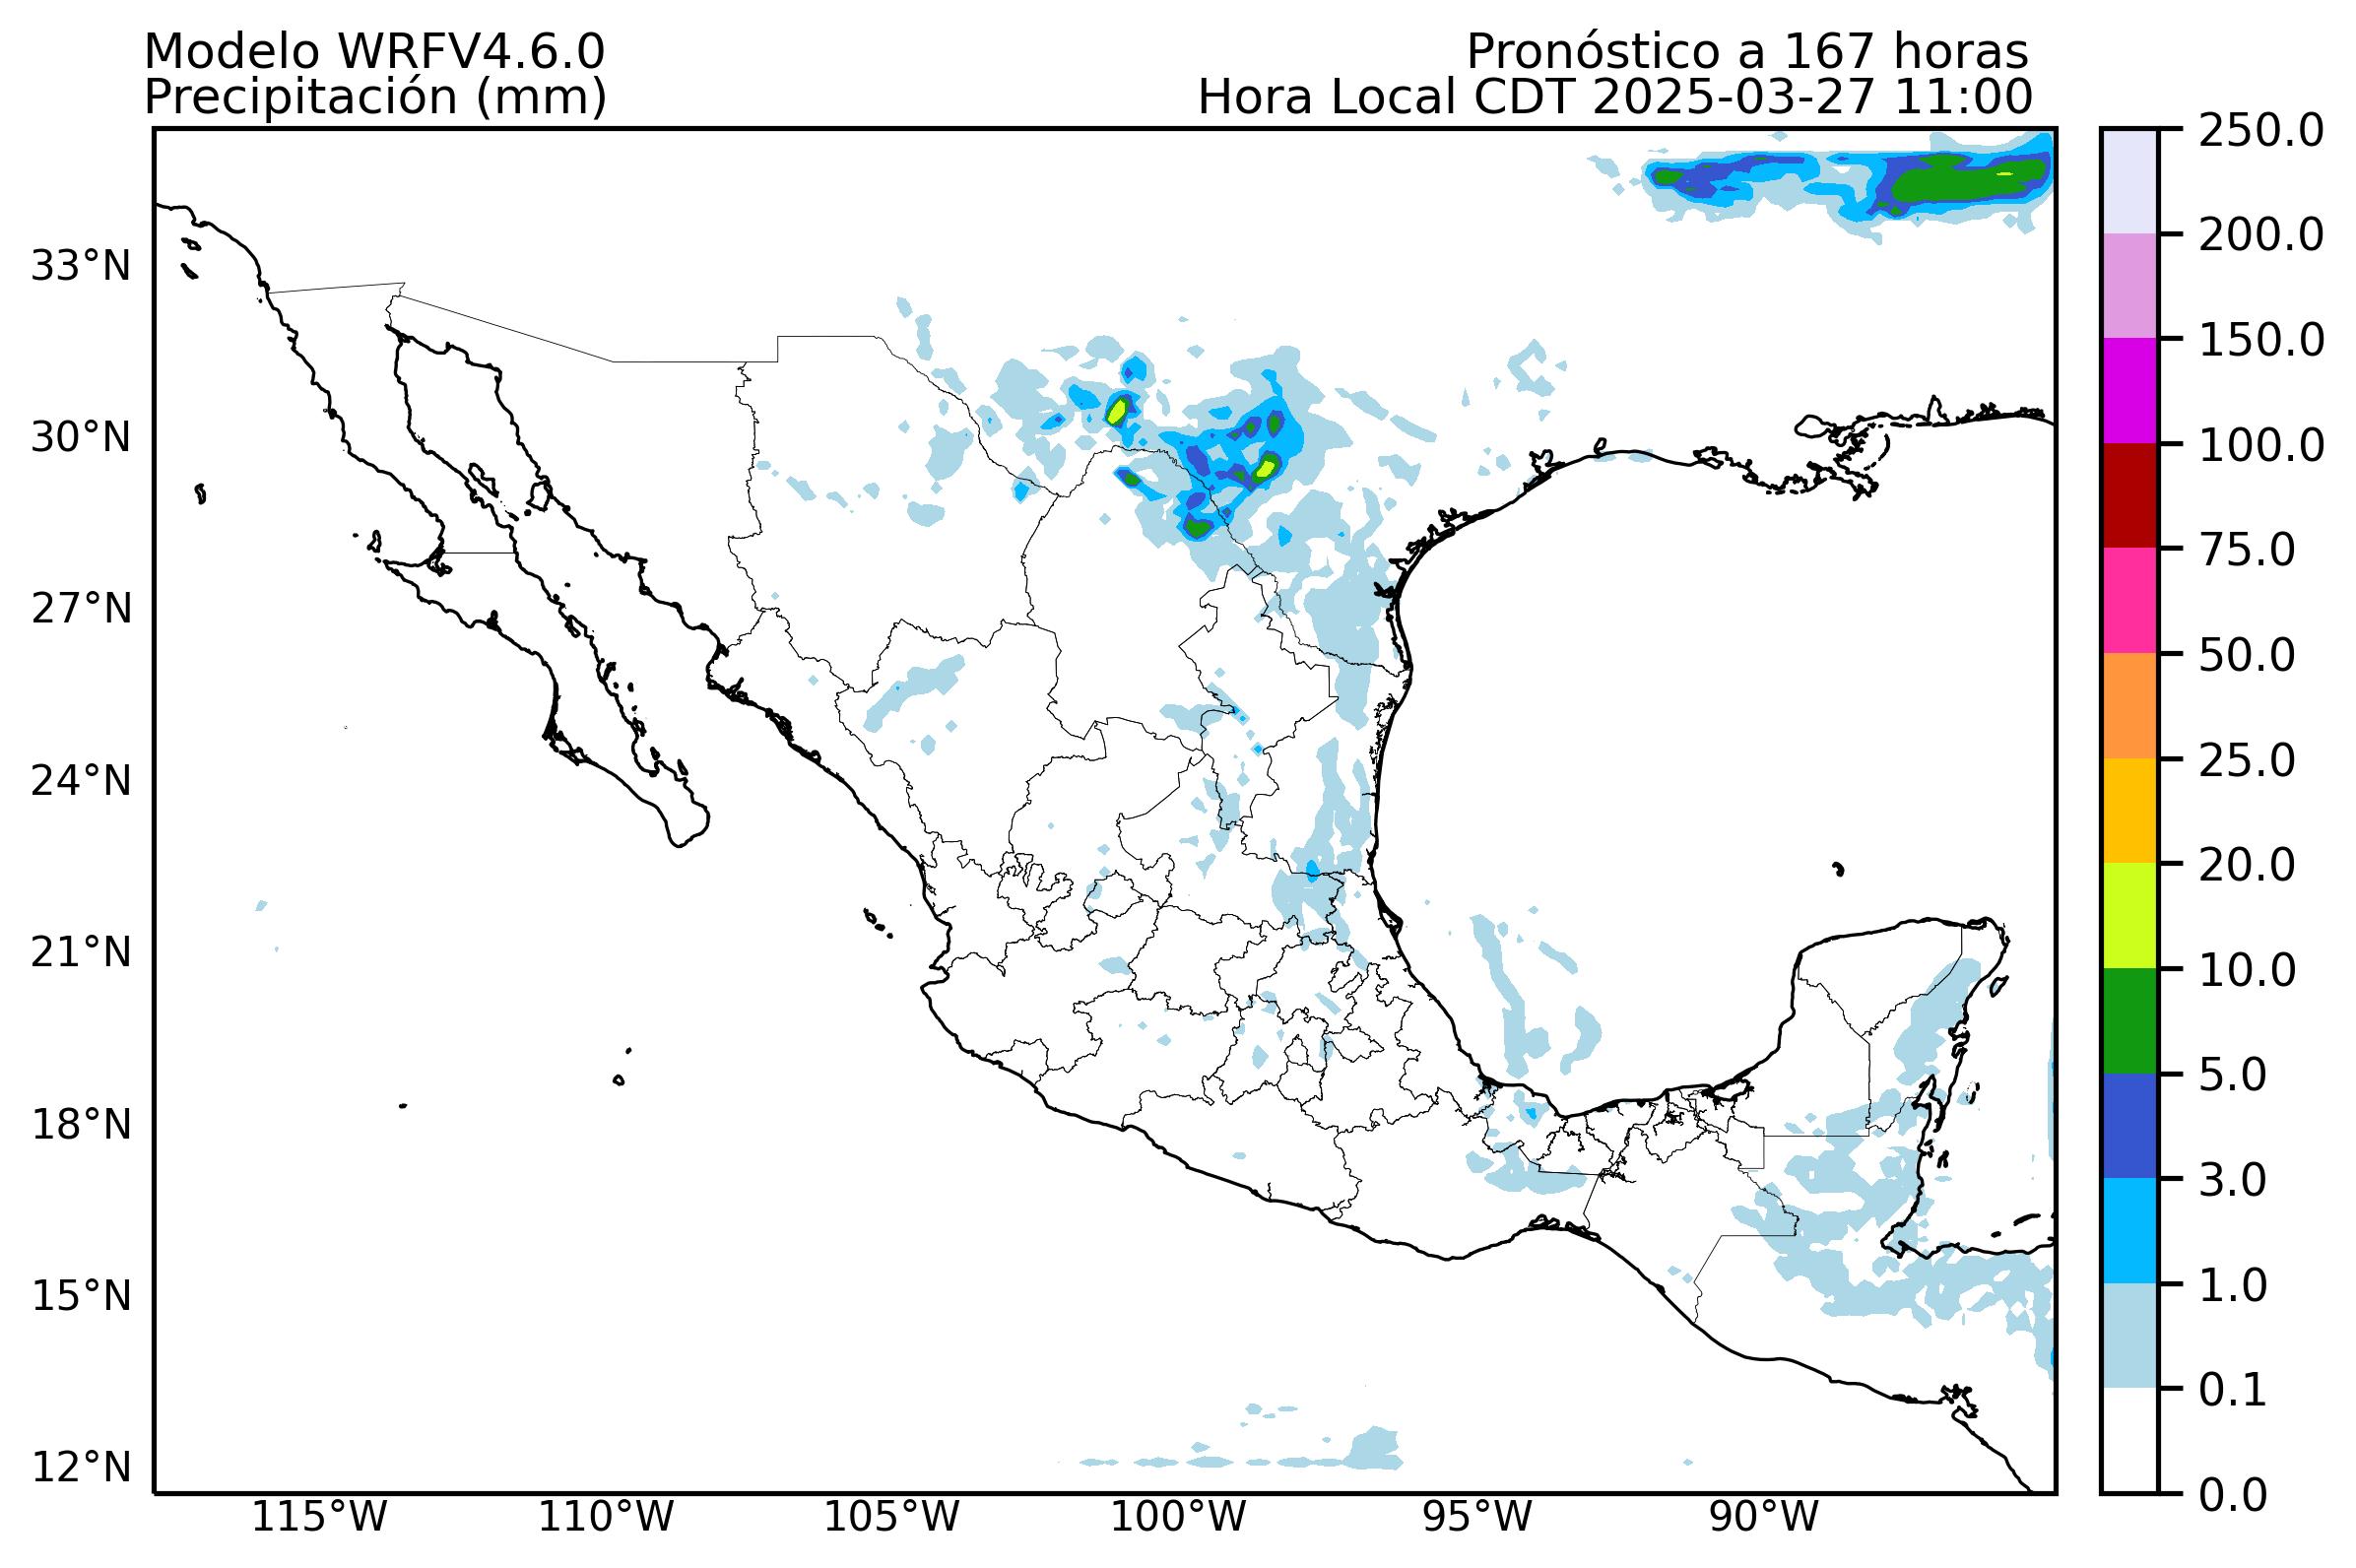 Modelo WRFV4.6.0
Pronóstico a 167 horas
Precipitación (mm)
Hora Local CDT 2025-03-27 11:00
250.0
200.0
150.0
100.0
75.0
50.0
25.0
20.0
10.0
5.0
3.0
1.0
0.1
0.0
33°N
30°N
27°N
24°N
21°N
18°N
15°N
12°N
115°W
110°W
105°W
100°W
95°W
90°W